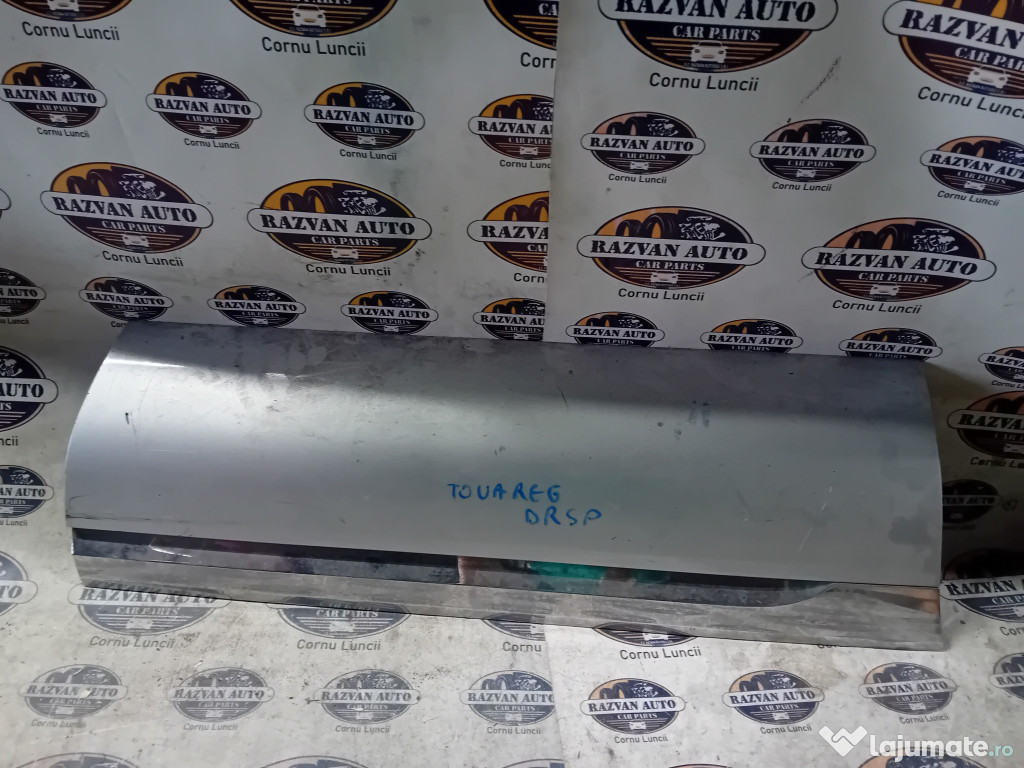 RAZVAN AUTO
CAR PARTS
Cornu Luncii
TOUAREG
DRSP
lajumate.ro